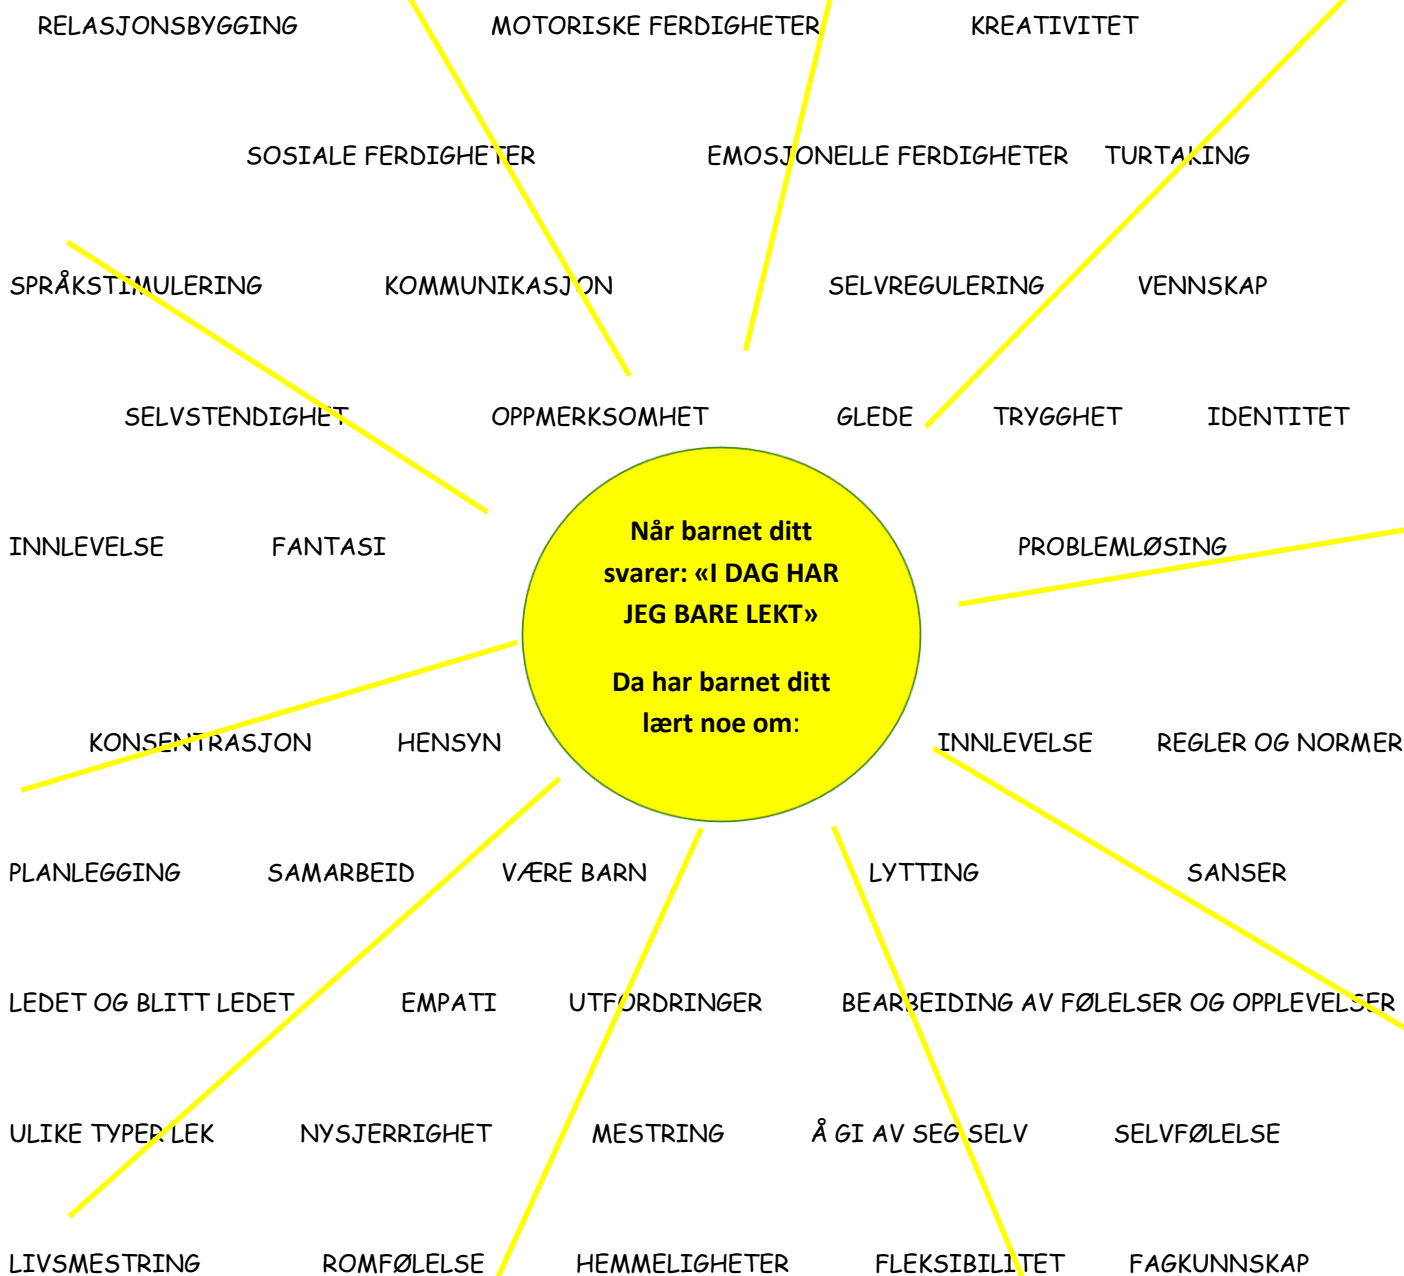 RELASJONSBYGGING MOTORISKE FERDIGHETER KREATIVITET
SOSIALE FERDIGHETER EMOSJONELLE FERDIGHETER TURTAKING
SPRÅKSTIMULERING KOMMUNIKASJON SELVREGULERING VENNSKAP
SELVSTENDIGHET OPPMERKSOMHET GLEDE TRYGGHET IDENTITET
Når barnet ditt
svarer: «I DAG HAR
JEG BARE LEKT»
Da har barnet ditt
lært noe om:
INNLEVELSE FANTASI PROBLEMLØSING
KONSENTRASJON HENSYN INNLEVELSE REGLER OG NORMER
PLANLEGGING SAMARBEID VÆRE BARN LYTTING SANSER
LEDET OG BLITT LEDET EMPATI UTFORDRINGER BEARBEIDING AV FØLELSER OG OPPLEVELSER
ULIKE TYPER LEK NYSJERRIGHET MESTRING Å GI AV SEG SELV SELVFØLELSE
LIVSMESTRING ROMFØLELSE HEMMELIGHETER FLEKSIBILITET FAGKUNNSKAP